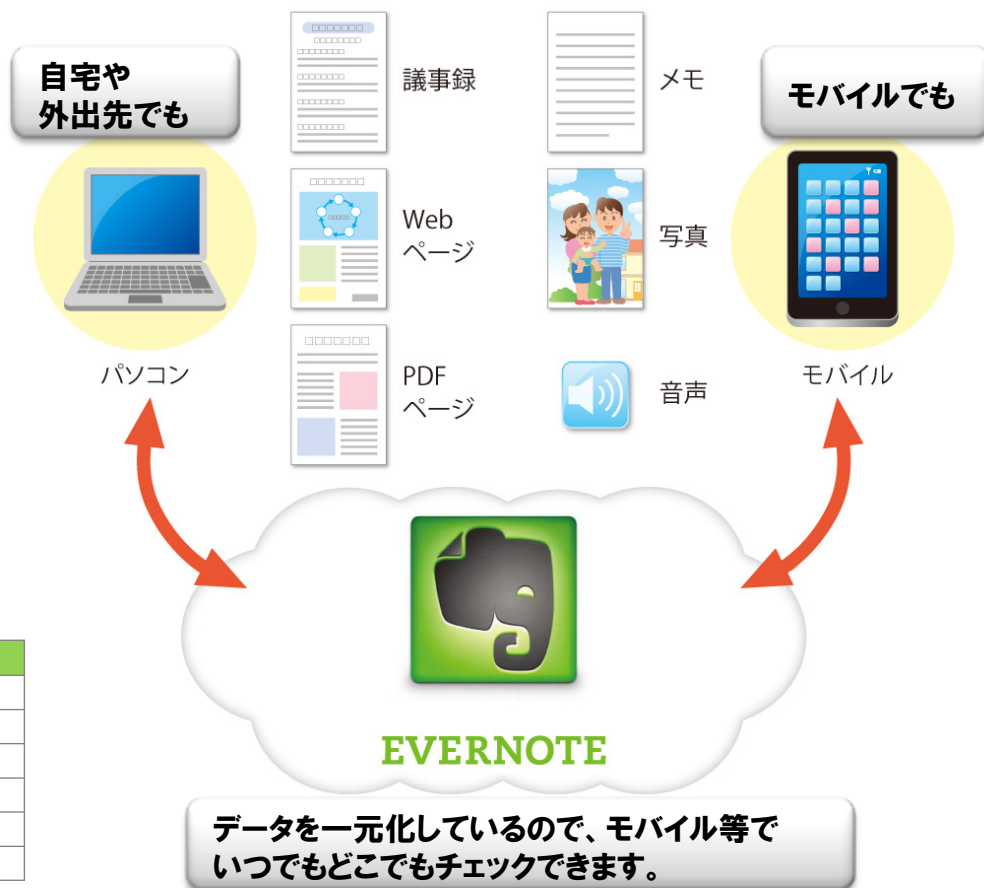 自宅や
外出先でも
議事録
メモ
モバイルでも
Web
ページ
写真
パソコン
PDF
ページ
音声
モバイル
EVERNOTE
データを一元化しているので、モバイル等で
いつでもどこでもチェックできます。